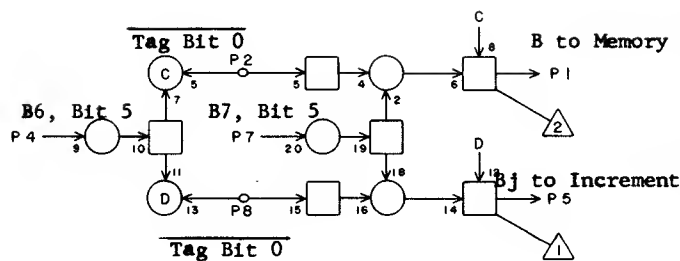 Tag Bit 0
C
B to Memory
P2
C
5
5
4
6
8
P1
7
2
B6, Bit 5
B7, Bit 5
2
P4
9
10
P7
20
19
D
11
18
12
Bj to Increment
D
13
P8
15
16
14
P5
Tag Bit 0
1